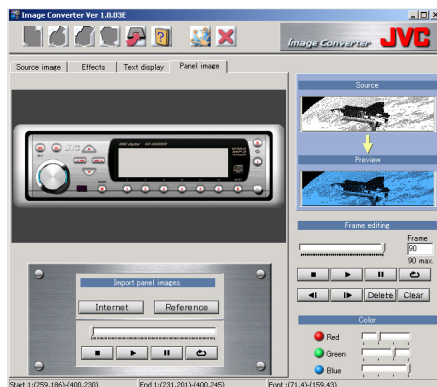 Image Converter Ver 1.0.03E
Image Converter JVC
Source image
Effects
Text display
Panel image
Source
Preview
JVC
Frame editing
Frame
90
90 max.
Import panel images.
Internet
Reference
Delete
Clear
Color
Red
Green
Blue
Start 1:(259,186)-(400,230)
End 1:(231,201)-(400,245)
Font :(71,4)-(159,43)